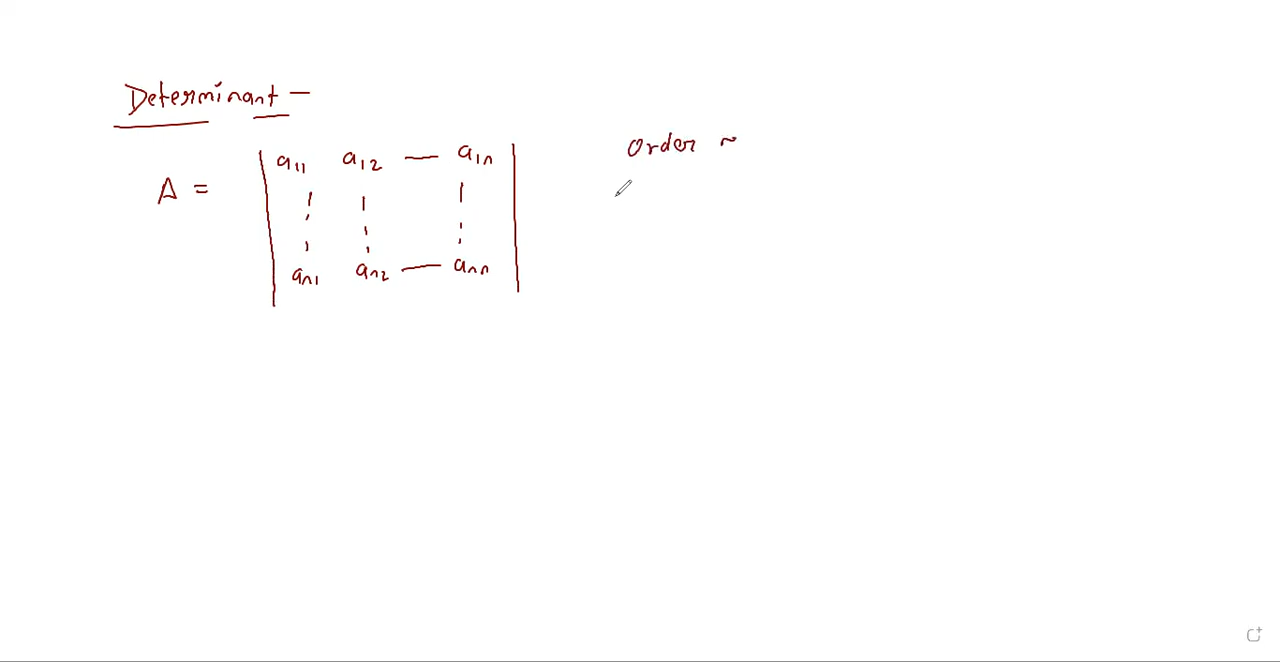 Determinant —
A = | a11 a12 — a1n |
an1 an2 — ann
Order ~